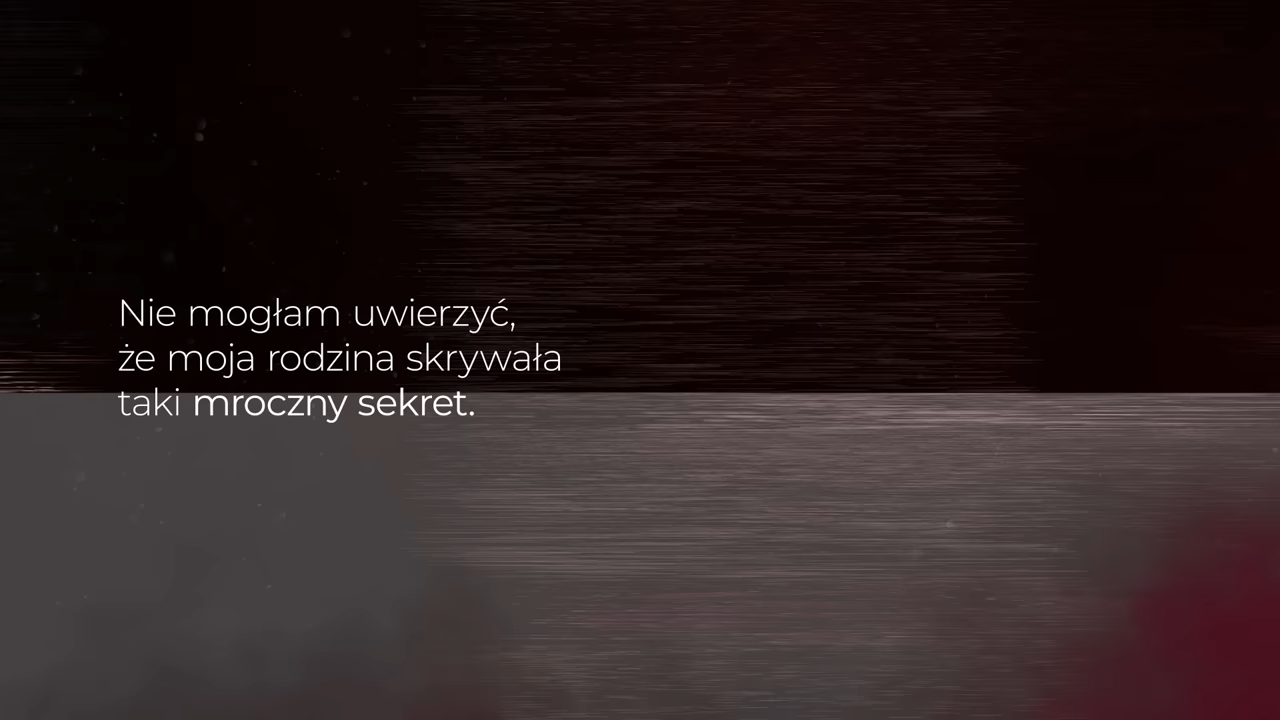 Nie mogłam uwierzyć,
że moja rodzina skrywała
taki mroczny sekret.